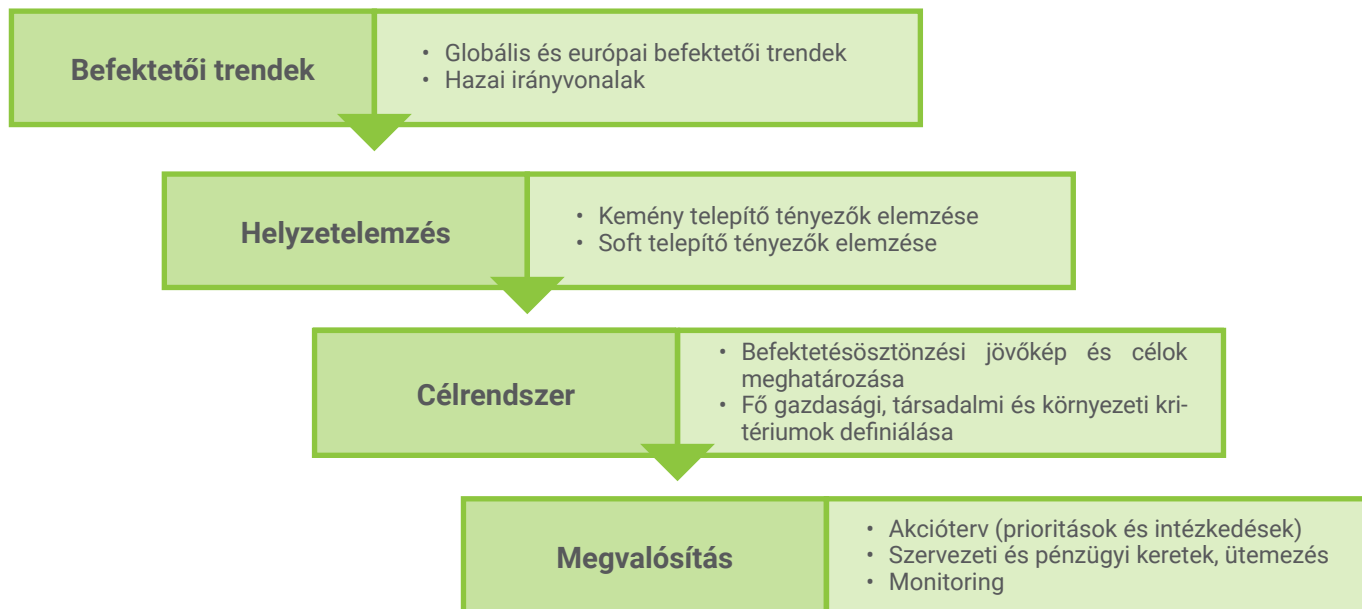 Befektetői trendek
• Globális és európai befektetői trendek
• Hazai irányvonalak
Helyzetelemzés
• Kemény telepítő tényezők elemzése
• Soft telepítő tényezők elemzése
Célrendszer
• Befektetésösztönzési jövőkép és célok
meghatározása
• Fő gazdasági, társadalmi és környezeti kri-
tériumok definiálása
Megvalósítás
• Akcióterv (prioritások és intézkedések)
• Szervezeti és pénzügyi keretek, ütemezés
• Monitoring